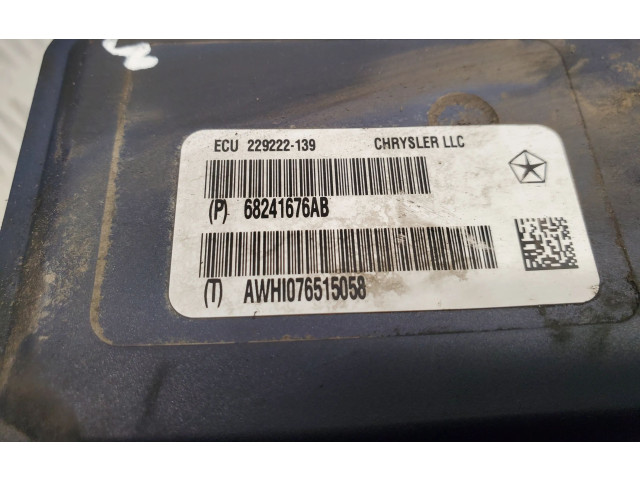 ECU 229222-139 CHRYSLER LLC
(P) 68241676AB
(T) AWHI076515058